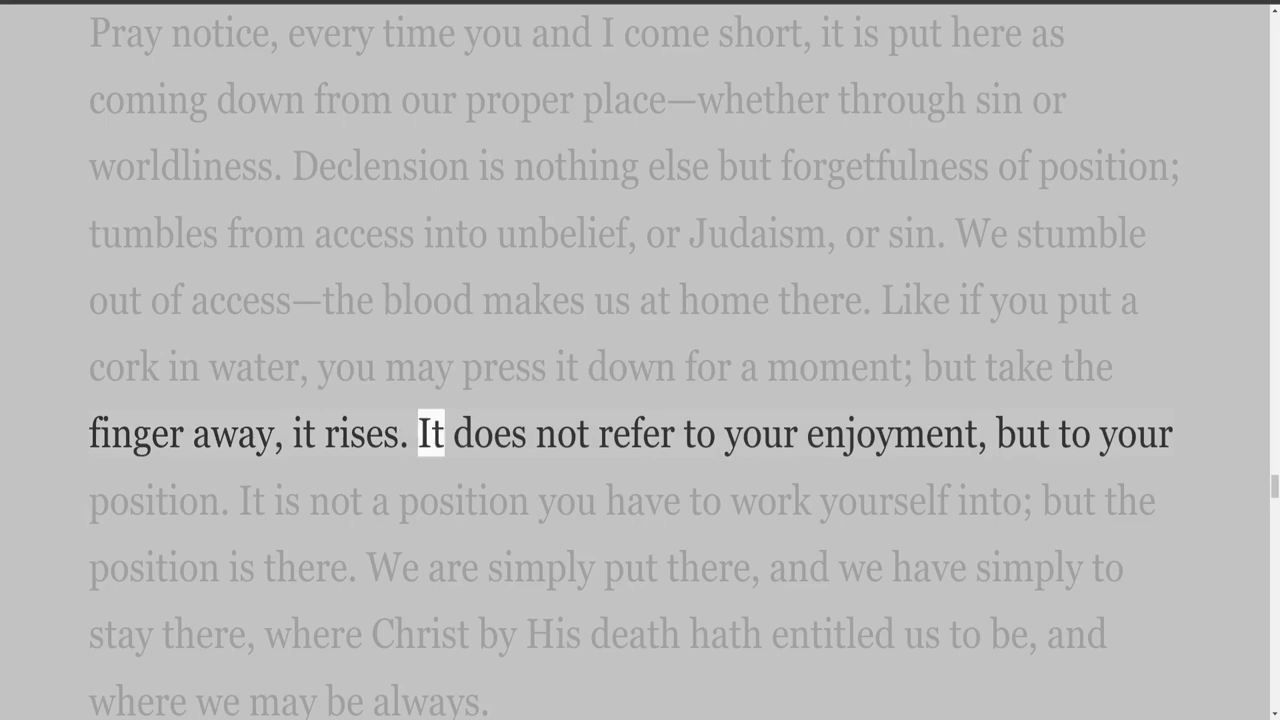 Pray notice, every time you and I come short, it is put here as
coming down from our proper place—whether through sin or
worldliness. Declension is nothing else but forgetfulness of position;
tumbles from access into unbelief, or Judaism, or sin. We stumble
out of access—the blood makes us at home there. Like if you put a
cork in water, you may press it down for a moment; but take the
finger away, it rises. It does not refer to your enjoyment, but to your
position. It is not a position you have to work yourself into; but the
position is there. We are simply put there, and we have simply to
stay there, where Christ by His death hath entitled us to be, and
where we may be always.